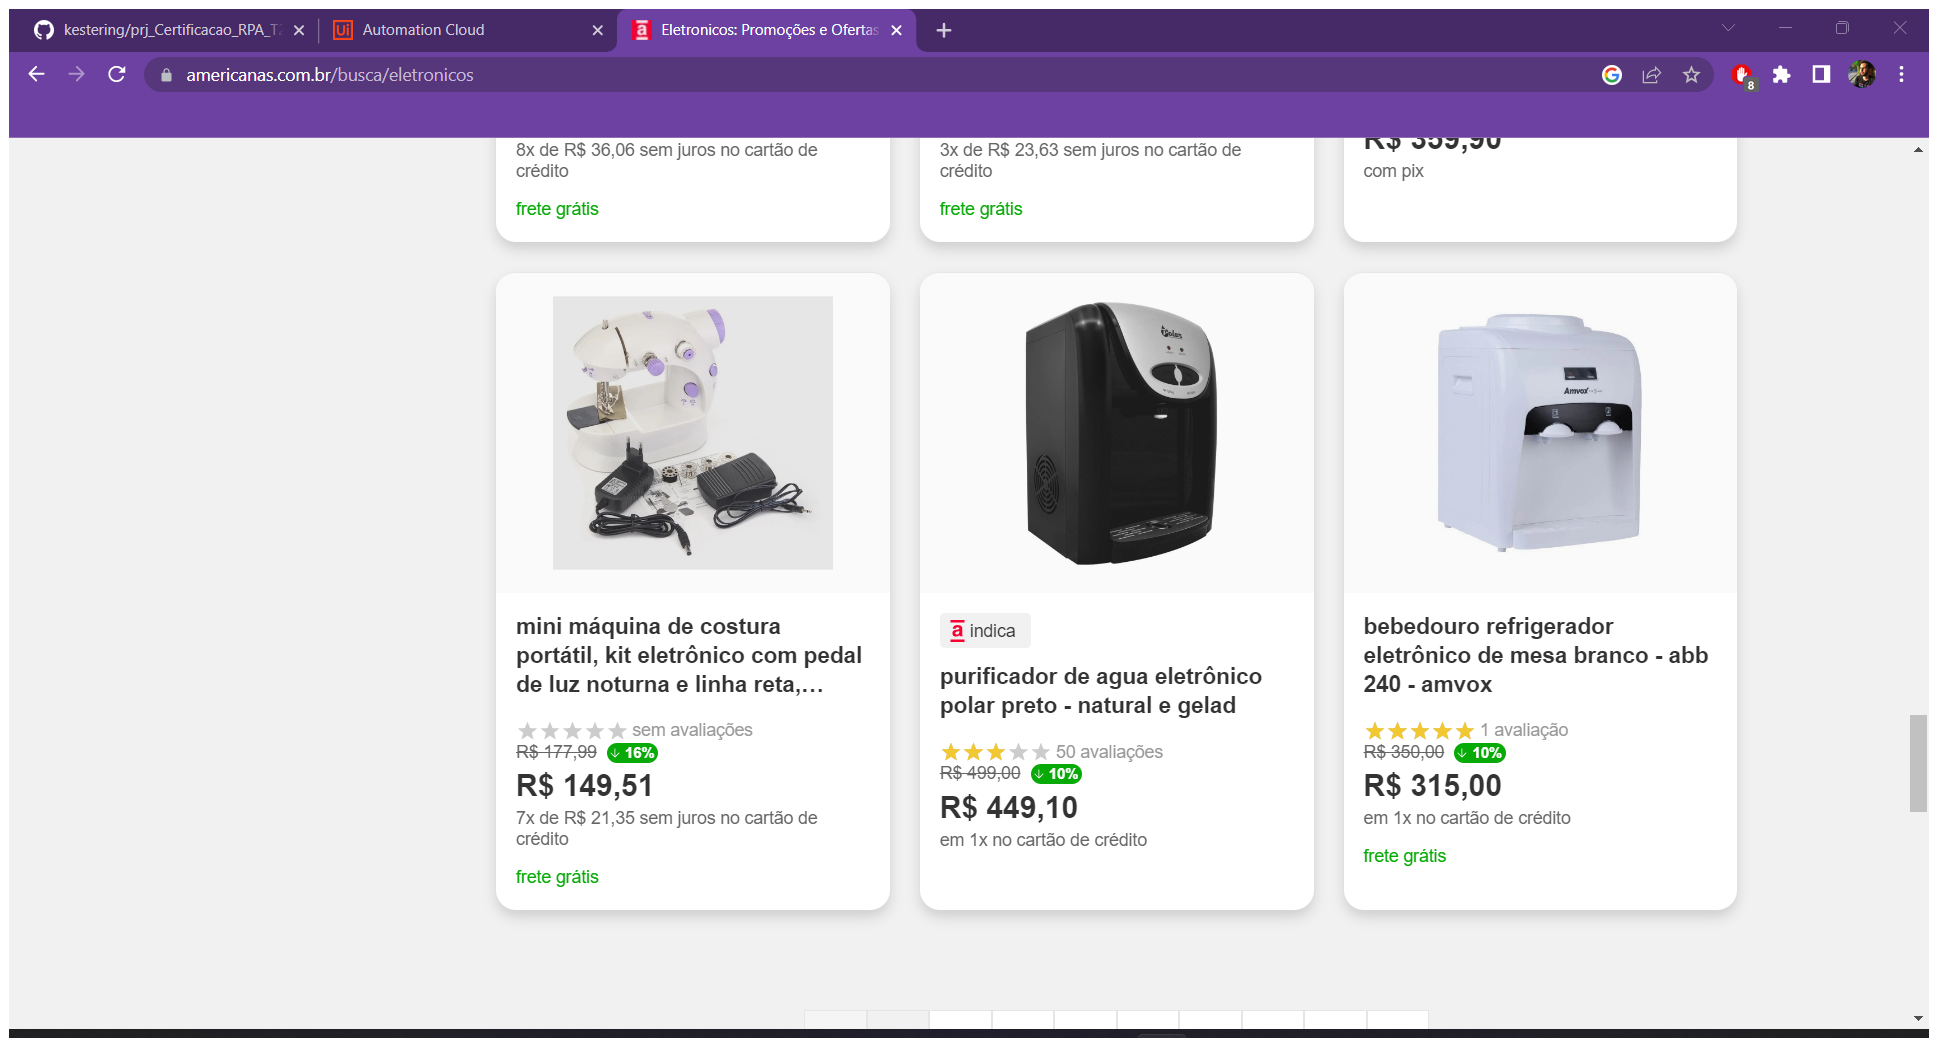 kestering/prj_Certificacao_RPA_T2
Automation Cloud
Eletronicos: Promoções e Ofertas
americanas.com.br/busca/eletronicos
8
8x de R$ 36,06 sem juros no cartão de
crédito
frete grátis
3x de R$ 23,63 sem juros no cartão de
crédito
frete grátis
R$ 359,90
com pix
mini máquina de costura
portátil, kit eletrônico com pedal
de luz noturna e linha reta,...
sem avaliações
R$ 177,99 16%
R$ 149,51
7x de R$ 21,35 sem juros no cartão de
crédito
frete grátis
Polar
a indica
purificador de agua eletrônico
polar preto - natural e gelad
50 avaliações
R$ 499,00 10%
R$ 449,10
em 1x no cartão de crédito
Amvox
bebedouro refrigerador
eletrônico de mesa branco - abb
240 - amvox
1 avaliação
R$ 350,00 10%
R$ 315,00
em 1x no cartão de crédito
frete grátis